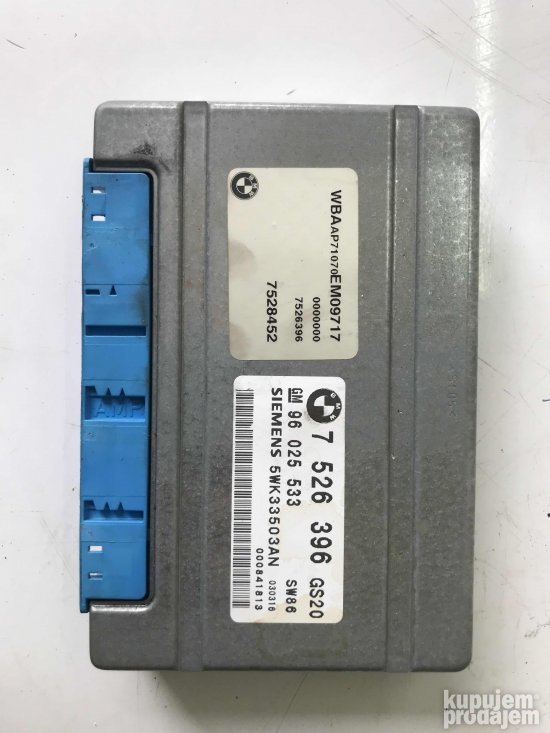 WBAAP71070EM09717
0000000
7526396
7528452
7 526 396 GS20
GM 96 025 533 SW86
SIEMENS 5WK33503AN 030316
000841813
AMP
kupujem
prodajem